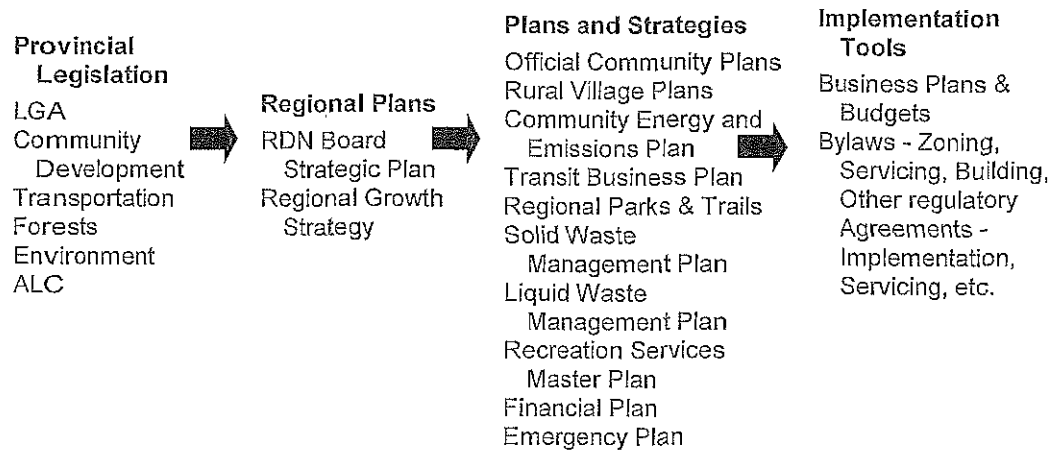 Provincial
Legislation
LGA
Community
Development
Transportation
Forests
Environment
ALC
Regional Plans
RDN Board
Strategic Plan
Regional Growth
Strategy
Plans and Strategies
Official Community Plans
Rural Village Plans
Community Energy and
Emissions Plan
Transit Business Plan
Regional Parks & Trails
Solid Waste
Management Plan
Liquid Waste
Management Plan
Recreation Services
Master Plan
Financial Plan
Emergency Plan
Implementation
Tools
Business Plans &
Budgets
Bylaws - Zoning,
Servicing, Building,
Other regulatory
Agreements -
Implementation,
Servicing, etc.